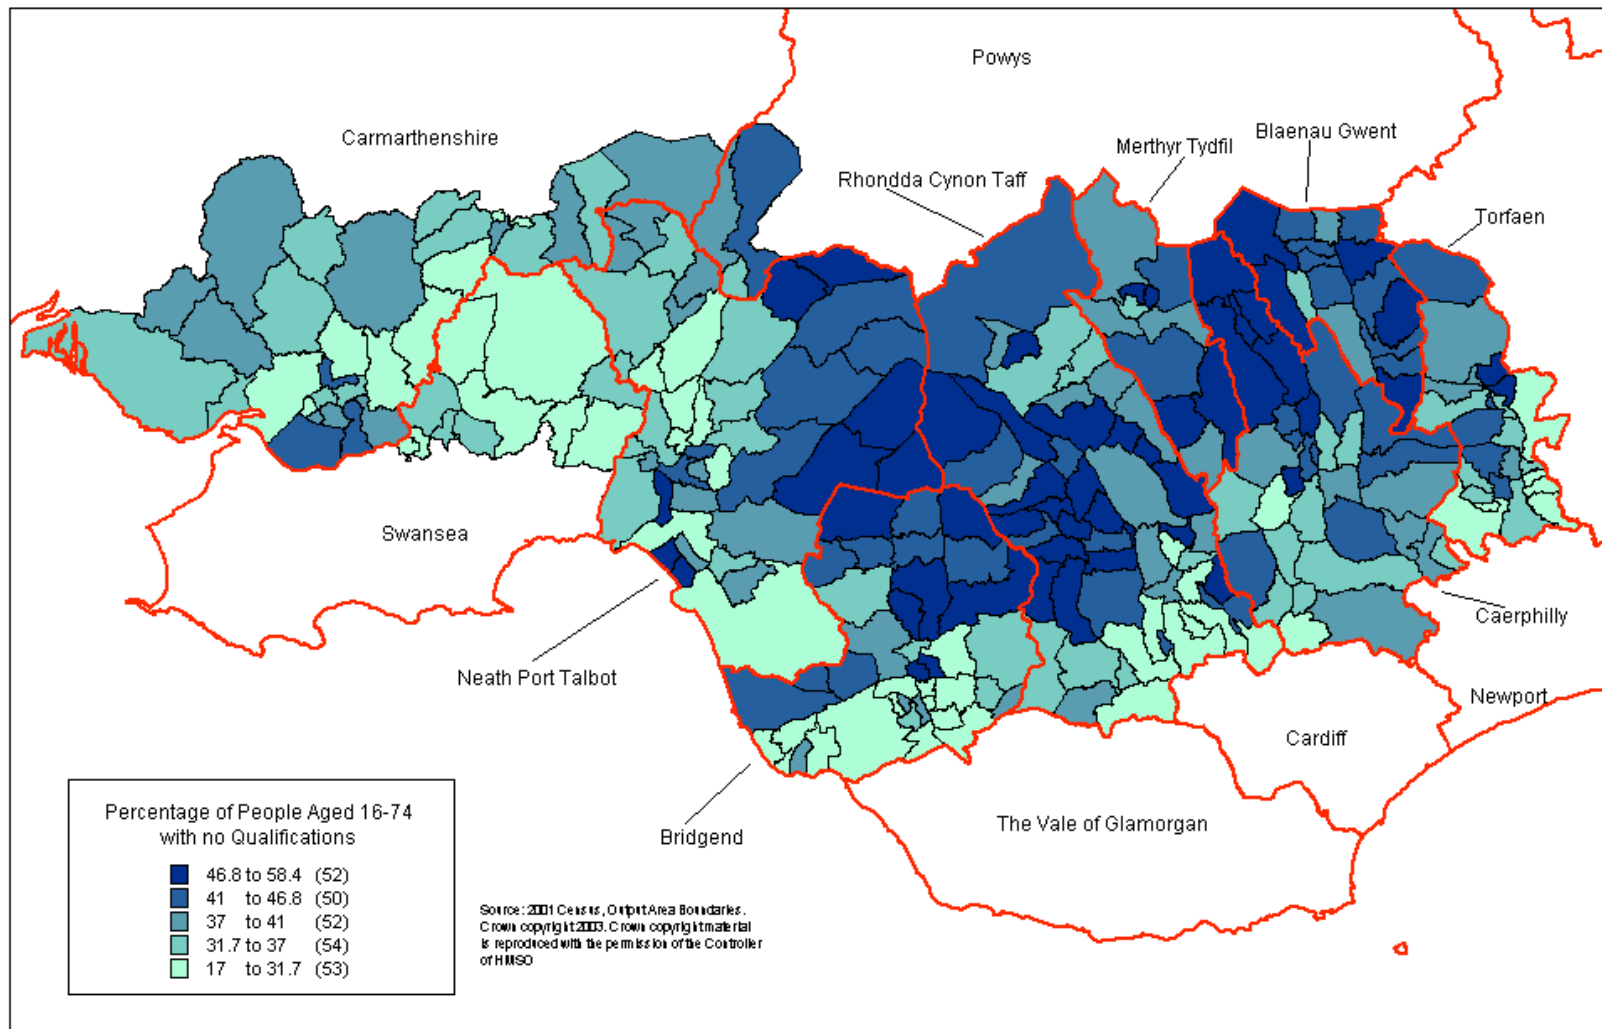 Powys
Carmarthenshire
Blaenau Gwent
Merthyr Tydfil
Rhondda Cynon Taff
Torfaen
Swansea
Caerphilly
Neath Port Talbot
Newport
Cardiff
The Vale of Glamorgan
Bridgend
Percentage of People Aged 16-74
with no Qualifications
46.8 to 58.4 (52)
41 to 46.8 (50)
37 to 41 (52)
31.7 to 37 (54)
17 to 31.7 (53)
Source: 2001 Census, Output Area Boundaries.
Crown copyright 2003. Crown copyright material
is reproduced with the permission of the Controller
of HMSO